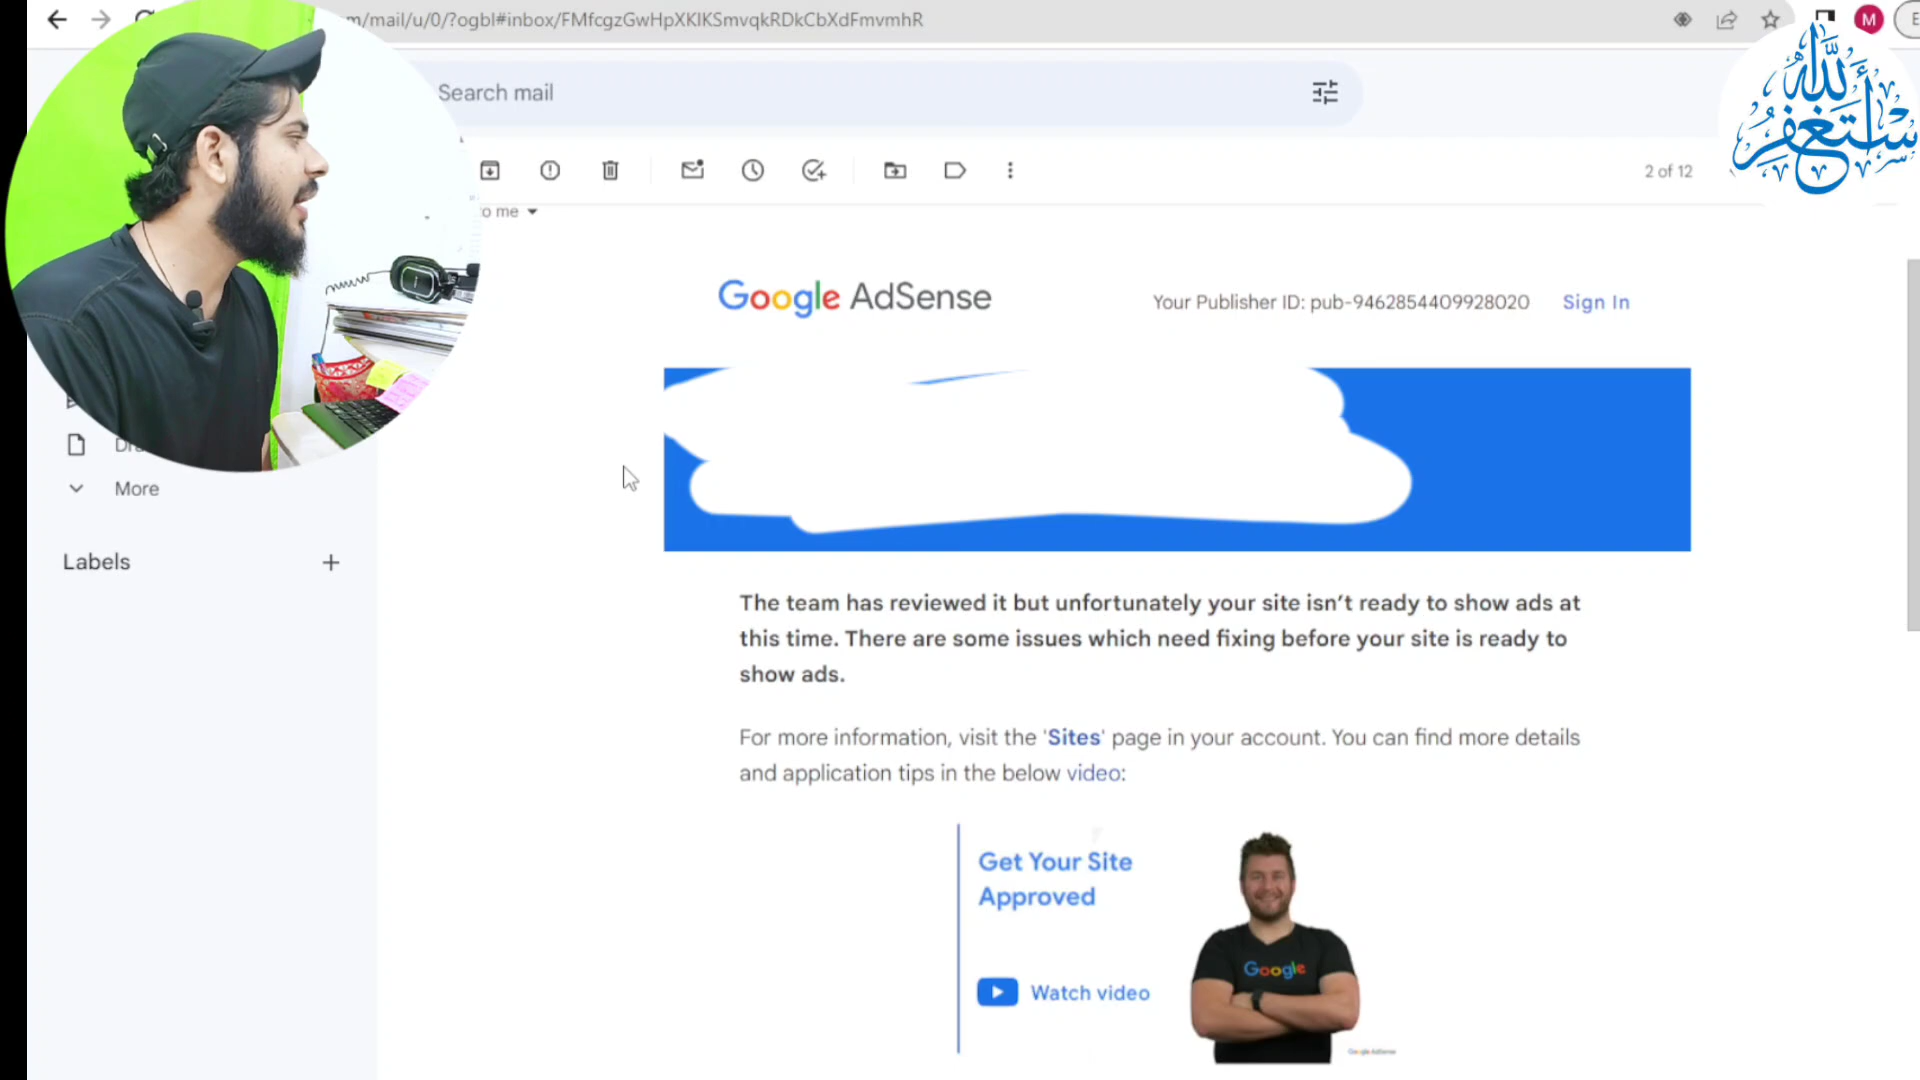 m/mail/u/0/?ogbl#inbox/FMfcgzGwHpXKlKSmvqkRDkCbXdFmvmhR
M
E
Search mail
2 of 12
to me
أستغفر الله
Google AdSense
Your Publisher ID: pub-9462854409928020 Sign In
More
Labels
The team has reviewed it but unfortunately your site isn’t ready to show ads at
this time. There are some issues which need fixing before your site is ready to
show ads.
For more information, visit the 'Sites' page in your account. You can find more details
and application tips in the below video:
Get Your Site
Approved
Watch video
Google
Google AdSense